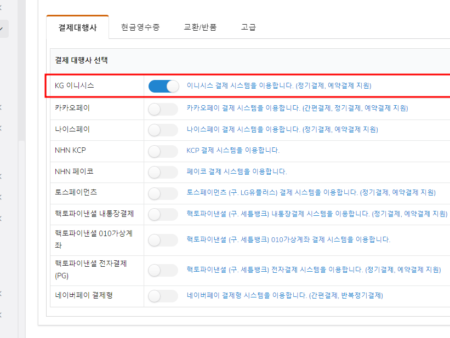 결제대행사 현금영수증 교환/반품 고급
결제 대행사 선택
KG 이니시스 이니시스 결제 시스템을 이용합니다. (정기결제, 예약결제 지원)
카카오페이 카카오페이 결제 시스템을 이용합니다. (간편결제, 정기결제, 예약결제 지원)
나이스페이 나이스페이 결제 시스템을 이용합니다. (정기결제, 예약결제 지원)
NHN KCP KCP 결제 시스템을 이용합니다.
NHN 페이코 페이코 결제 시스템을 이용합니다.
토스페이먼츠 토스페이먼츠 (구. LG유플러스) 결제 시스템을 이용합니다. (정기결제, 예약결제 지원)
헥토파이낸셜 내통장결제 헥토파이낸셜 (구. 세틀뱅크) 내통장결제 시스템을 이용합니다. (정기결제, 예약결제 지원)
헥토파이낸셜 010가상계
좌 헥토파이낸셜 (구. 세틀뱅크) 010가상계좌 결제 시스템을 이용합니다.
헥토파이낸셜 전자결제
(PG) 헥토파이낸셜 (구. 세틀뱅크) 전자결제 시스템을 이용합니다. (정기결제, 예약결제 지원)
네이버페이 결제형 네이버페이 결제형 시스템을 이용합니다. (간편결제, 반복정기결제)